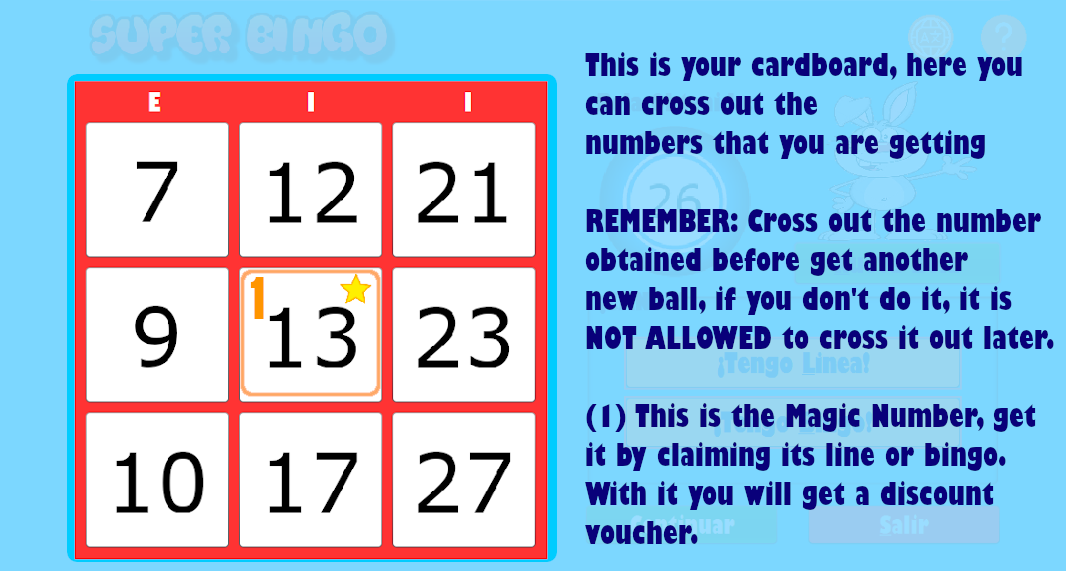 SUPER BINGO
?
E I I
7 12 21
1
9 13 23
10 17 27
This is your cardboard, here you
can cross out the
numbers that you are getting
26
REMEMBER: Cross out the number
obtained before get another
new ball, if you don't do it, it is
NOT ALLOWED to cross it out later.
¡Tengo Línea!
(1) This is the Magic Number, get
it by claiming its line or bingo.
With it you will get a discount
voucher.
Continuar
Salir